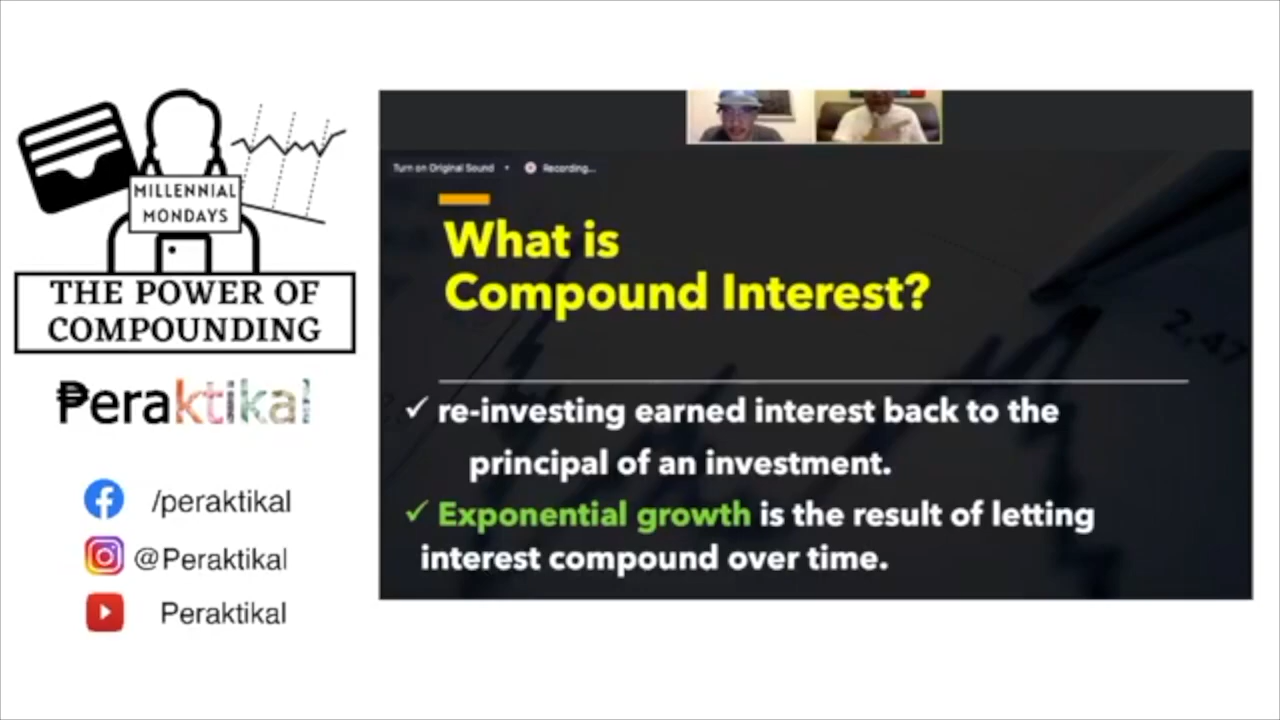 MILLENNIAL
MONDAYS
THE POWER OF
COMPOUNDING
₱eraktikal
/peraktikal
@Peraktikal
Peraktikal
Turn on Original Sound
Recording...
What is
Compound Interest?
2,47
✓ re-investing earned interest back to the
principal of an investment.
✓ Exponential growth is the result of letting
interest compound over time.